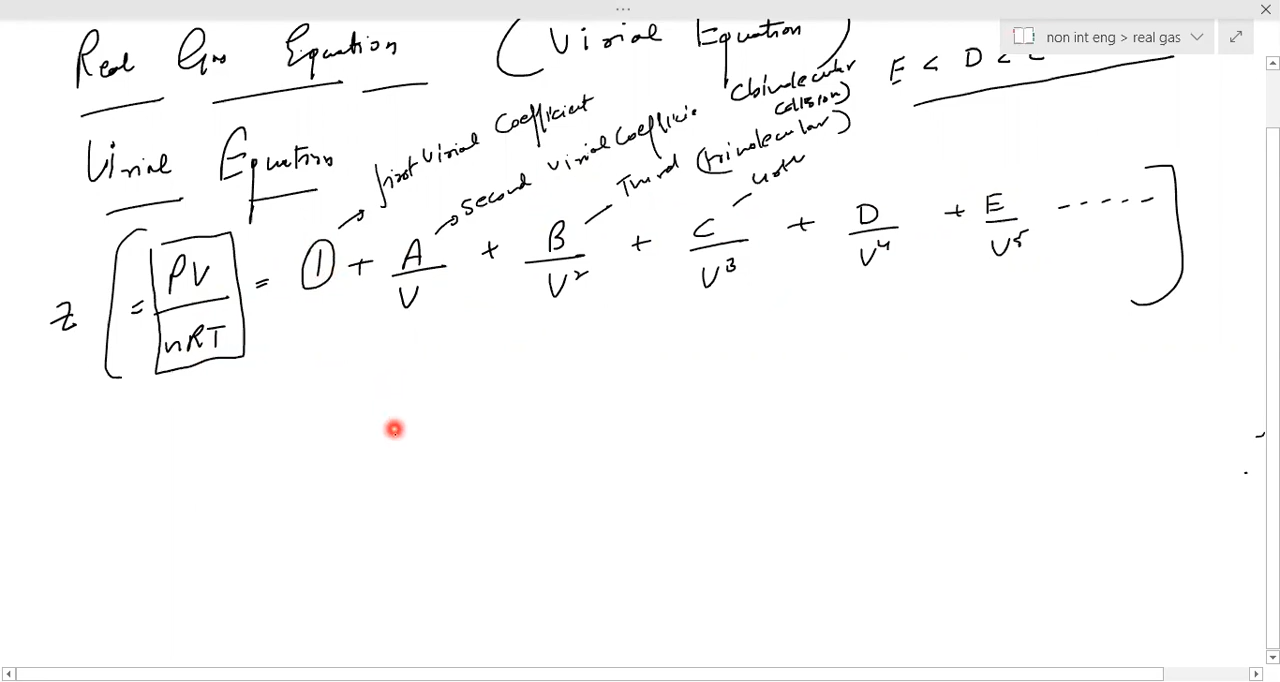 non int eng > real gas
Real Gas Equation (Virial Equation)
E < D < C
Virial Equation
first Virial Coefficient
second Virial Coefficie
(bimolecular
collision)
Third (trimolecular)
Z [ = PV/nRT = 1 + A/V + B/V² + C/V³ + D/V⁴ + E/V⁵ ----- ]